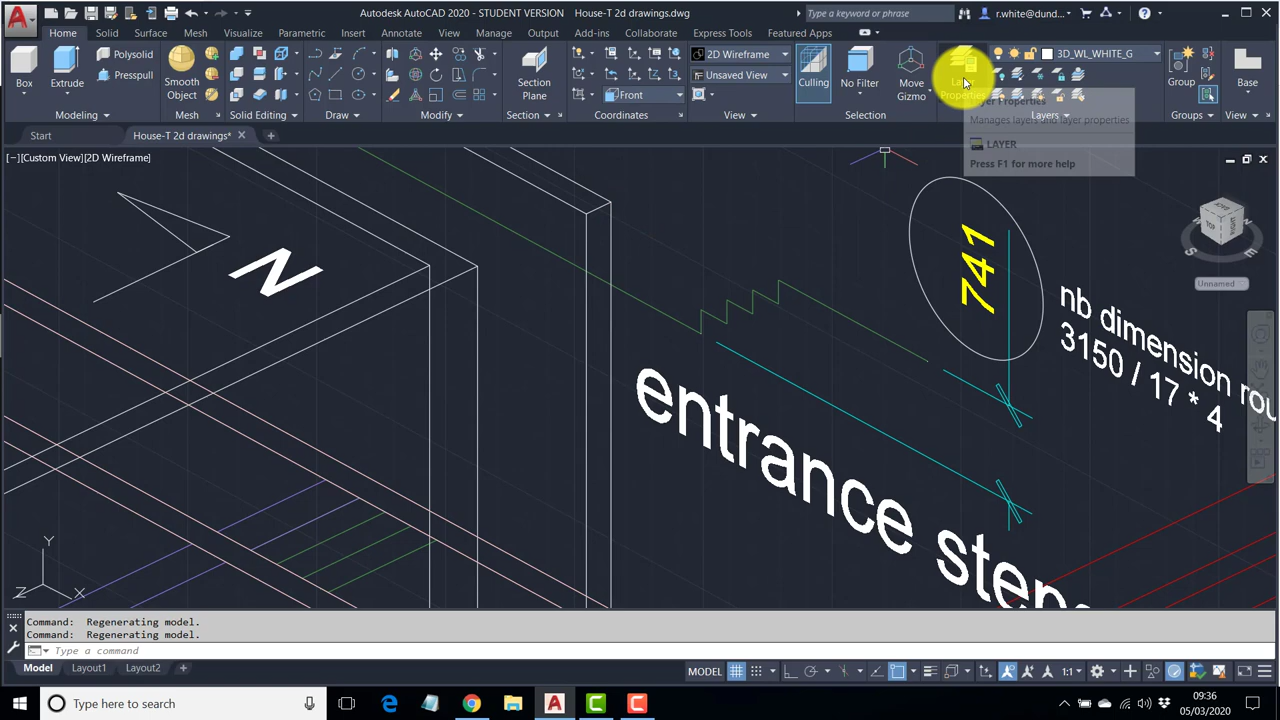 Autodesk AutoCAD 2020 - STUDENT VERSION House-T 2d drawings.dwg
Type a keyword or phrase
r.white@dund...
Home Solid Surface Mesh Visualize Parametric Insert Annotate View Manage Output Add-ins Collaborate Express Tools Featured Apps
Box
Extrude
Polysolid
Presspull
Smooth
Object
Section
Plane
Front
2D Wireframe
Unsaved View
Culling
No Filter
Move
Gizmo
Layer
Properties
3D_WL_WHITE_G
Group
Base
Modeling Mesh Solid Editing Draw Modify Section Coordinates View Selection Layers Groups View
Layer Properties
Manages layers and layer properties
LAYER
Press F1 for more help
Start House-T 2d drawings*
[−][Custom View][2D Wireframe]
N
741
nb dimension rou
3150 / 17 * 4
entrance step
TOP
BACK
N
S
E
Unnamed
Y
Z X
Command: Regenerating model.
Command: Regenerating model.
Type a command
Model Layout1 Layout2
MODEL
1:1
Type here to search
09:36
05/03/2020